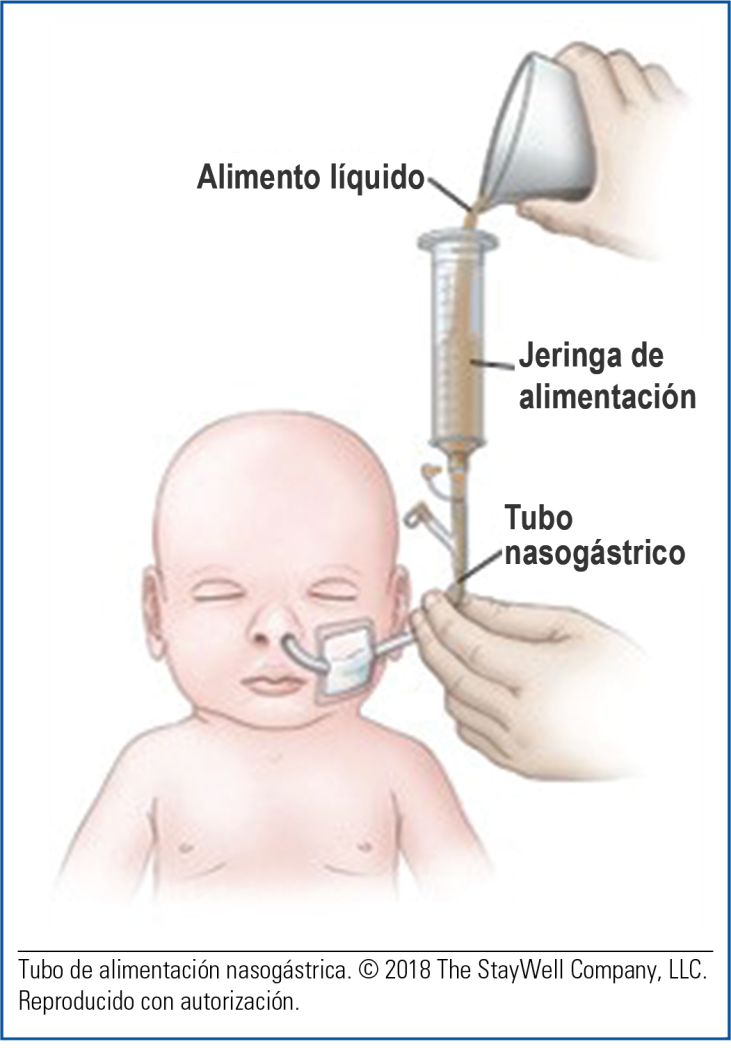 Alimento líquido
Jeringa de
alimentación
Tubo
nasogástrico
Tubo de alimentación nasogástrica. © 2018 The StayWell Company, LLC.
Reproducido con autorización.